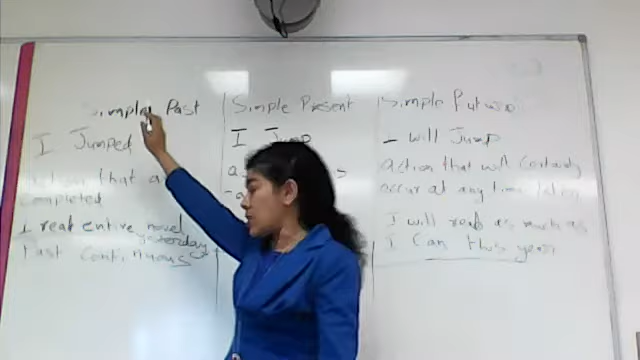 Simple Past
I Jumped
that
completed
I read entire novel
yesterday
Past Continuous
Simple Present
I Jump
Simple Future
- will Jump
action that will certainly
occur at any time
I will read as much as
I can this year